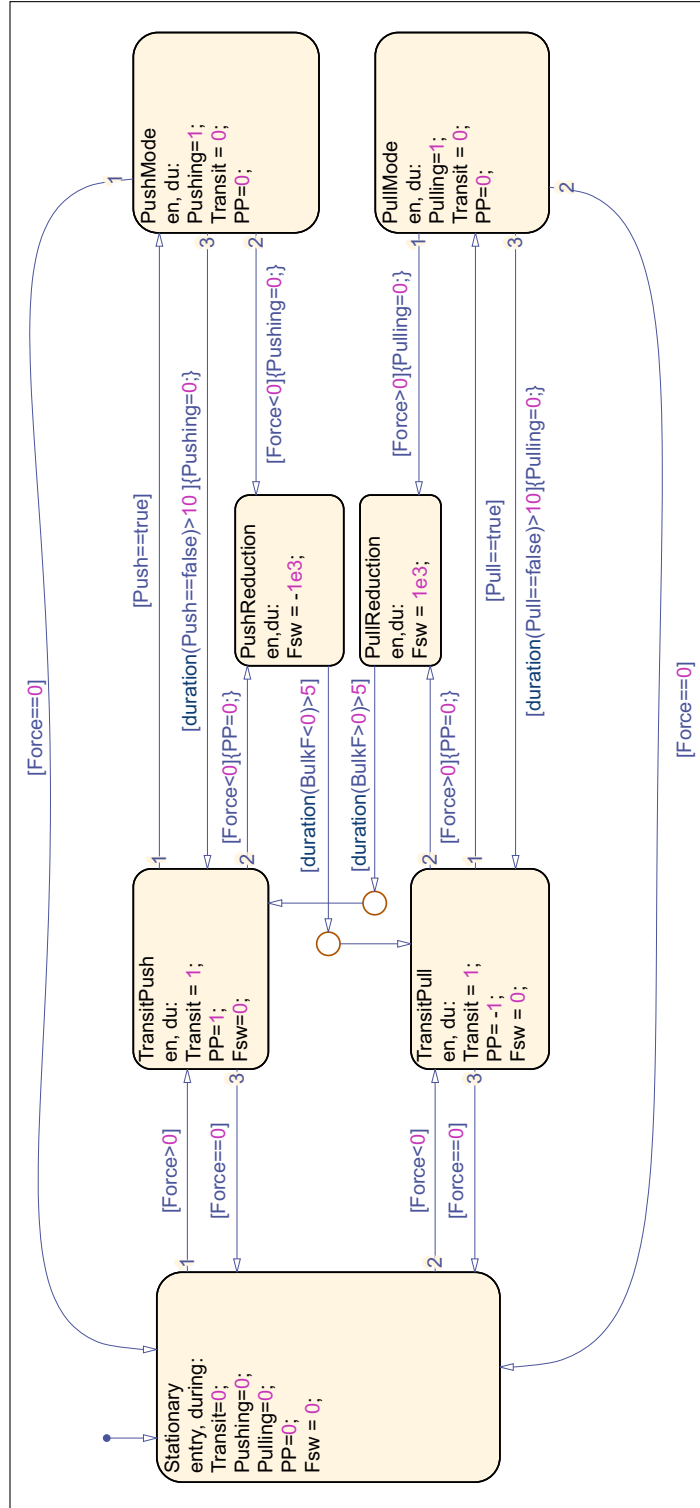 Stationary
entry, during:
Transit=0;
Pushing=0;
Pulling=0;
PP=0;
Fsw = 0;
1
2
[Force>0]
[Force==0]
[Force<0]
[Force==0]
TransitPush
en, du:
Transit = 1;
PP=1;
Fsw=0;
1
2
3
TransitPull
en, du:
Transit = 1;
PP= -1;
Fsw = 0;
2
1
3
[Force==0]
[Push==true]
[duration(Push==false)>10 ]{Pushing=0;}
[Force<0]{PP=0;}
[duration(BulkF<0)>5]
[duration(BulkF>0)>5]
[Force>0]{PP=0;}
[Pull==true]
[duration(Pull==false)>10]{Pulling=0;}
[Force==0]
PushReduction
en,du:
Fsw = -1e3;
PullReduction
en,du:
Fsw = 1e3;
[Force<0]{Pushing=0;}
[Force>0]{Pulling=0;}
PushMode
en, du:
Pushing=1;
Transit = 0;
PP=0;
1
3
2
PullMode
en, du:
Pulling=1;
Transit = 0;
PP=0;
1
3
2